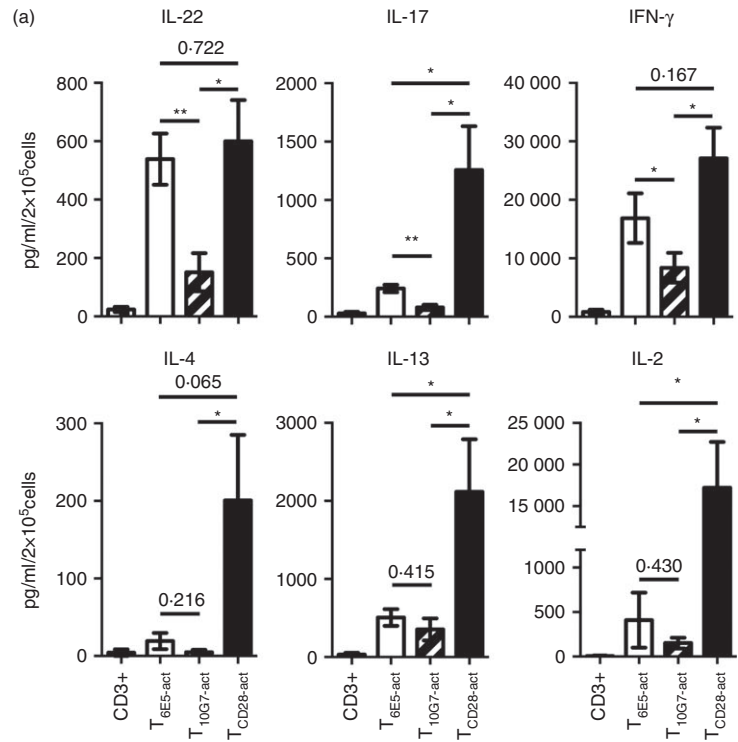 (a)
IL-22
IL-17
IFN-γ
0·722
*
0·167
800
**
*
2000
*
40 000
*
600
1500
30 000
*
400
1000
**
20 000
200
500
10 000
0
0
0
pg/ml/2×10⁵cells
IL-4
IL-13
IL-2
0·065
*
*
300
*
3000
*
25 000
*
20 000
200
2000
15 000
100
0·216
1000
0·415
1000
0·430
500
0
0
0
pg/ml/2×10⁵cells
CD3+
T6E5-act
T10G7-act
TCD28-act
CD3+
T6E5-act
T10G7-act
TCD28-act
CD3+
T6E5-act
T10G7-act
TCD28-act